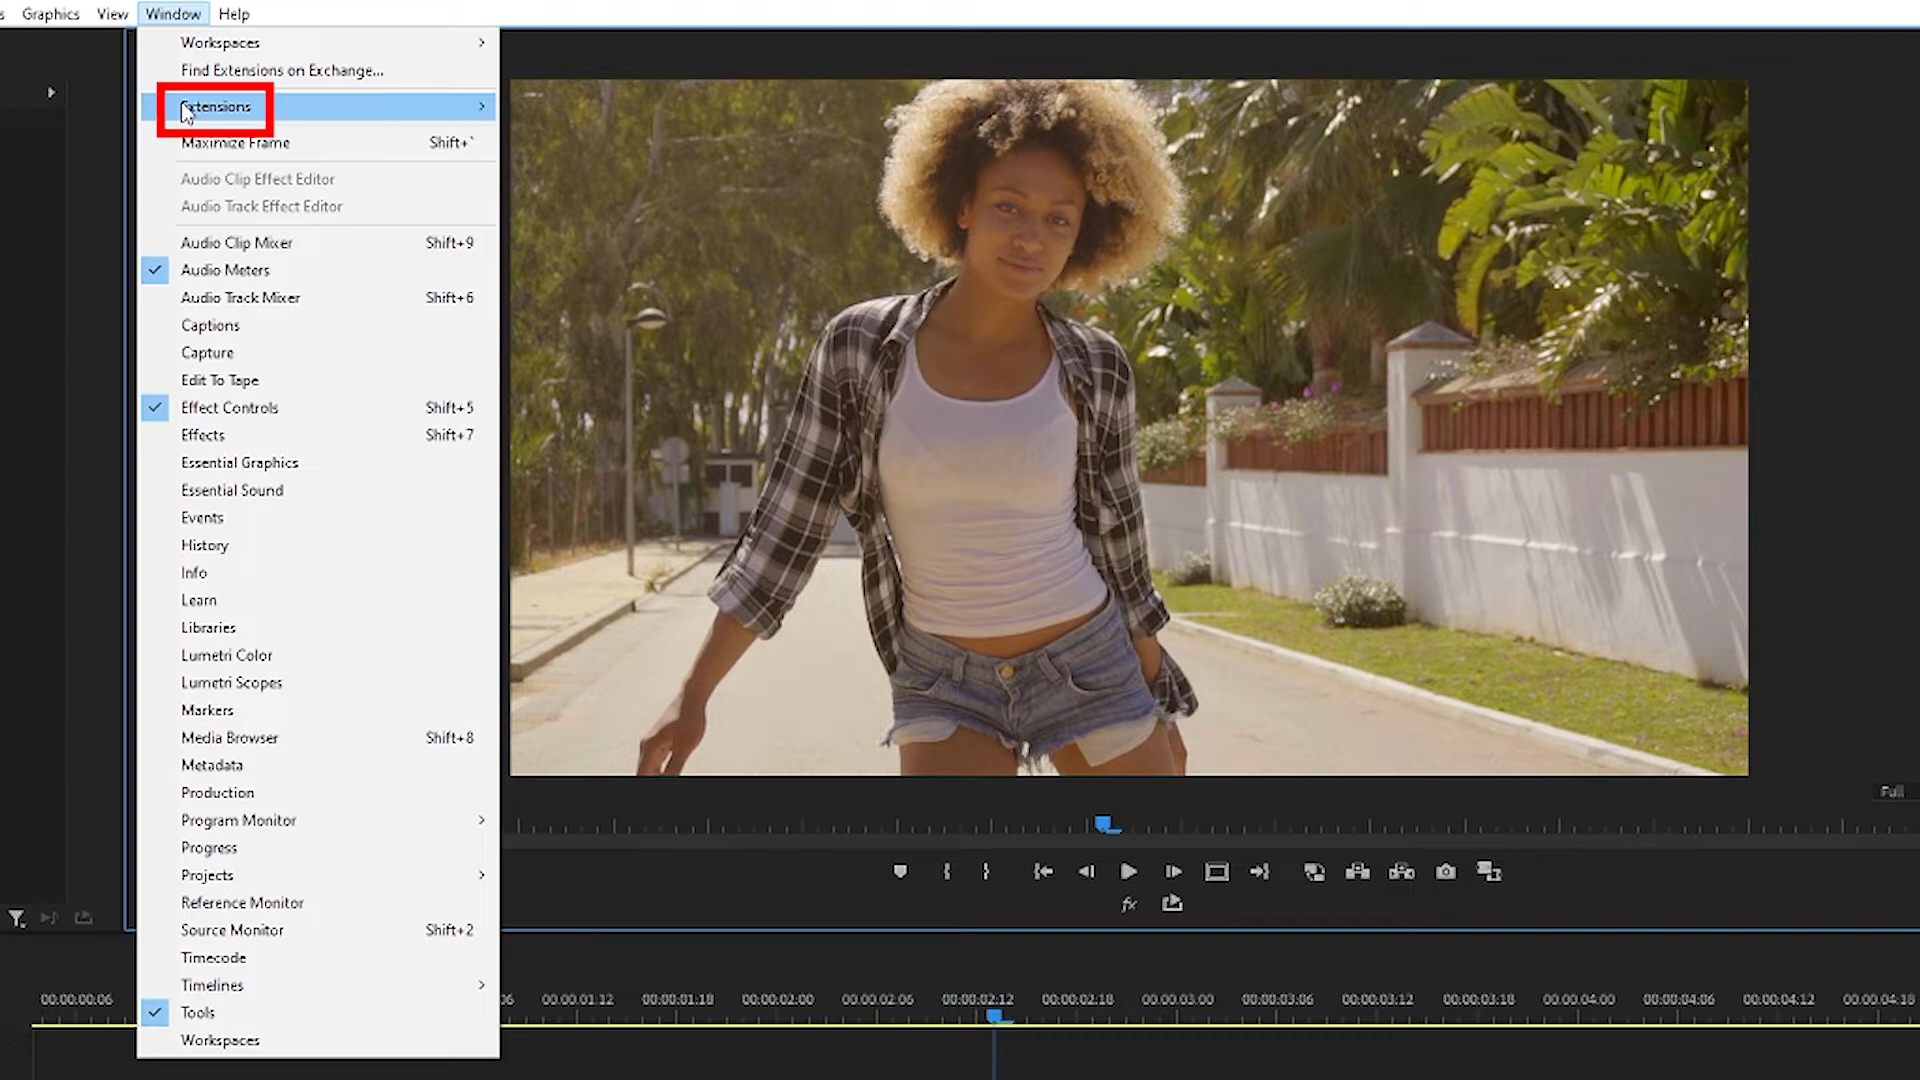 s Graphics View Window Help
Workspaces
Find Extensions on Exchange...
Extensions
Maximize Frame Shift+`
Audio Clip Effect Editor
Audio Track Effect Editor
Audio Clip Mixer Shift+9
Audio Meters
Audio Track Mixer Shift+6
Captions
Capture
Edit To Tape
Effect Controls Shift+5
Effects Shift+7
Essential Graphics
Essential Sound
Events
History
Info
Learn
Libraries
Lumetri Color
Lumetri Scopes
Markers
Media Browser Shift+8
Metadata
Production
Program Monitor
Progress
Projects
Reference Monitor
Source Monitor Shift+2
Timecode
Timelines
Tools
Workspaces
Full
fx
00:00:00:06 06 00:00:01:12 00:00:01:18 00:00:02:00 00:00:02:06 00:00:02:12 00:00:02:18 00:00:03:00 00:00:03:06 00:00:03:12 00:00:03:18 00:00:04:00 00:00:04:06 00:00:04:12 00:00:04:18